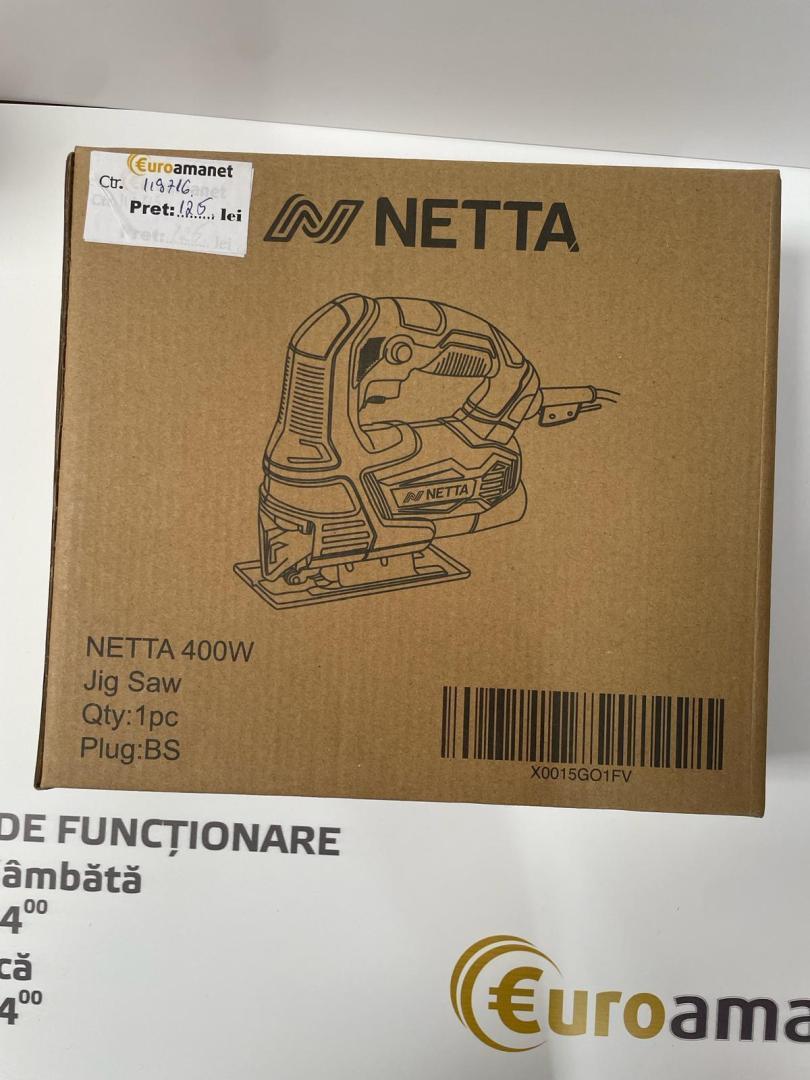 €uroamanet
Ctr. 119716
Pret: 125 lei
NETTA
NETTA
NETTA 400W
Jig Saw
Qty:1pc
Plug:BS
X0015GO1FV
DE FUNCȚIONARE
âmbătă
4⁰⁰
că
4⁰⁰
€uroama